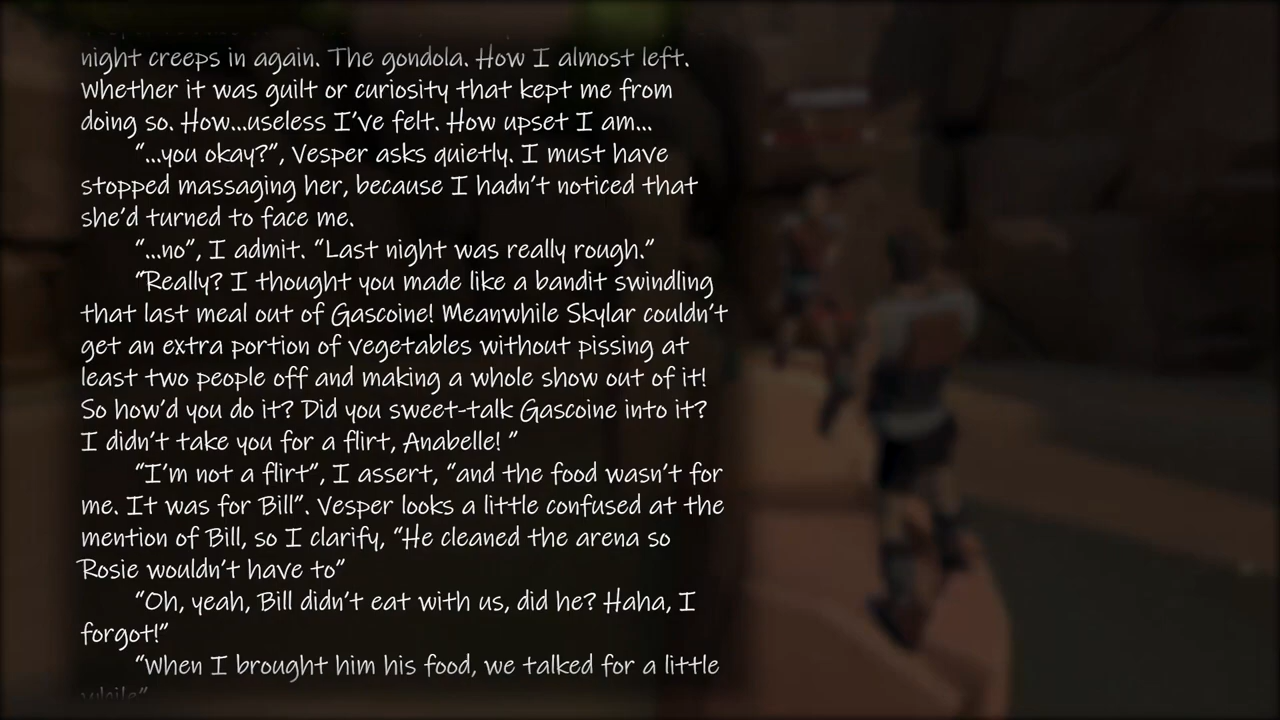 night creeps in again. The gondola. How I almost left.
Whether it was guilt or curiosity that kept me from
doing so. How...useless I've felt. How upset I am...
“...you okay?”, Vesper asks quietly. I must have
stopped massaging her, because I hadn't noticed that
she'd turned to face me.
“...no”, I admit. “Last night was really rough.”
“Really? I thought you made like a bandit swindling
that last meal out of Gascoine! Meanwhile Skylar couldn't
get an extra portion of vegetables without pissing at
least two people off and making a whole show out of it!
So how'd you do it? Did you sweet-talk Gascoine into it?
I didn't take you for a flirt, Anabelle! ”
“I'm not a flirt”, I assert, “and the food wasn't for
me. It was for Bill”. Vesper looks a little confused at the
mention of Bill, so I clarify, “He cleaned the arena so
Rosie wouldn't have to”
“Oh, yeah, Bill didn't eat with us, did he? Haha, I
forgot!”
“When I brought him his food, we talked for a little
while”